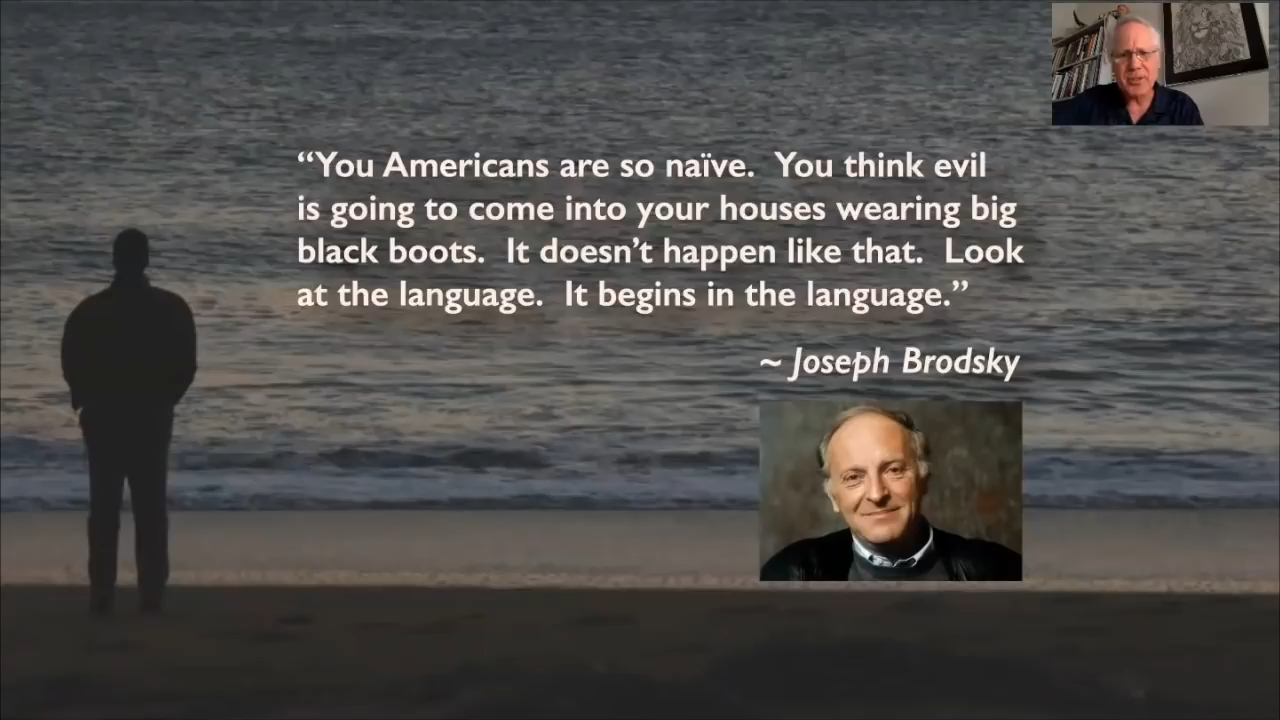 “You Americans are so naïve.  You think evil
is going to come into your houses wearing big
black boots.  It doesn’t happen like that.  Look
at the language.  It begins in the language.”
~ Joseph Brodsky